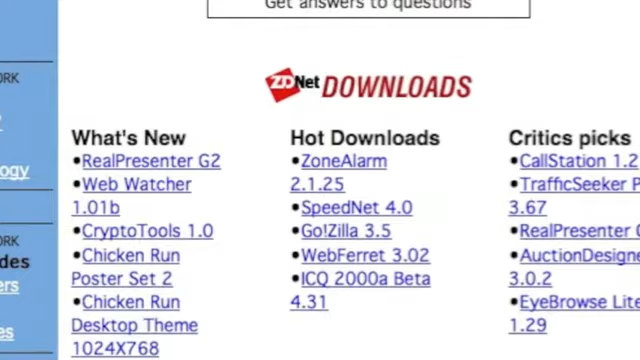 Get answers to questions
ORK
ogy
ORK
des
ers
es
ZDNet DOWNLOADS
What's New
•RealPresenter G2
•Web Watcher
1.01b
•CryptoTools 1.0
•Chicken Run
Poster Set 2
•Chicken Run
Desktop Theme
1024X768
Hot Downloads
•ZoneAlarm
2.1.25
•SpeedNet 4.0
•Go!Zilla 3.5
•WebFerret 3.02
•ICQ 2000a Beta
4.31
Critics picks
•CallStation 1.2
•TrafficSeeker P
3.67
•RealPresenter
•AuctionDesigne
3.0.2
•EyeBrowse Lite
1.29